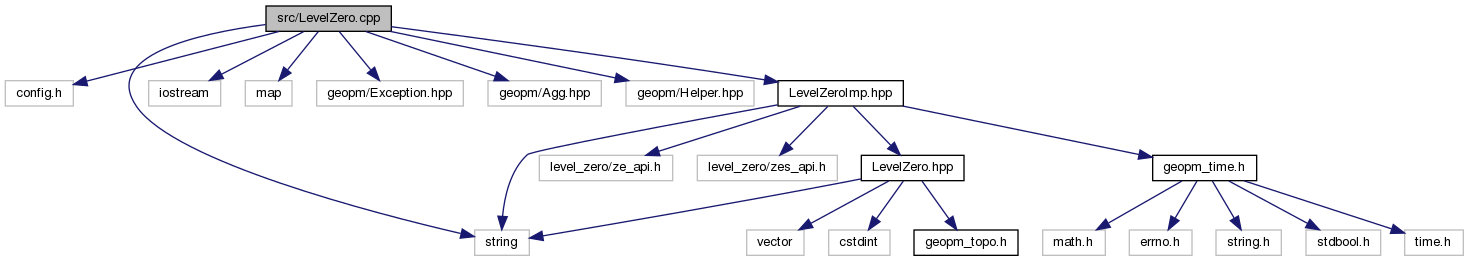 src/LevelZero.cpp
config.h
iostream
map
geopm/Exception.hpp
geopm/Agg.hpp
geopm/Helper.hpp
LevelZeroImp.hpp
level_zero/ze_api.h
level_zero/zes_api.h
LevelZero.hpp
geopm_time.h
string
vector
cstdint
geopm_topo.h
math.h
errno.h
string.h
stdbool.h
time.h